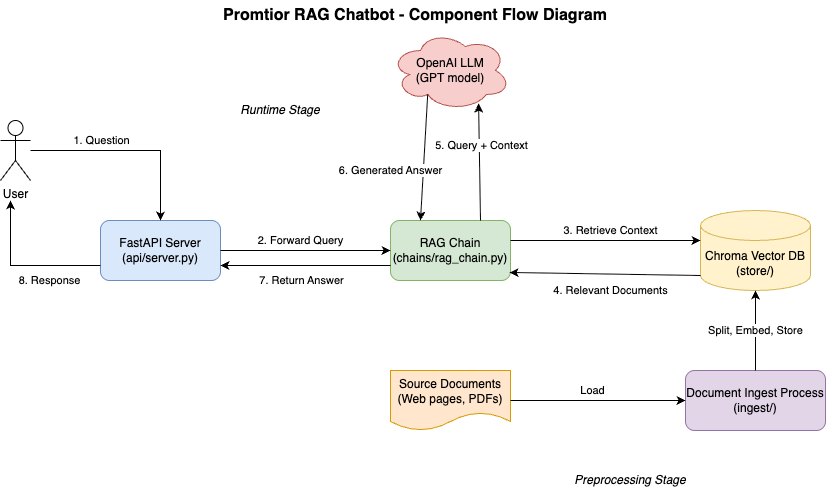 Promtior RAG Chatbot - Component Flow Diagram
OpenAI LLM
(GPT model)
Runtime Stage
1. Question
5. Query + Context
6. Generated Answer
User
FastAPI Server
(api/server.py)
2. Forward Query
RAG Chain
(chains/rag_chain.py)
3. Retrieve Context
Chroma Vector DB
(store/)
8. Response
7. Return Answer
4. Relevant Documents
Split, Embed, Store
Source Documents
(Web pages, PDFs)
Load
Document Ingest Process
(ingest/)
Preprocessing Stage